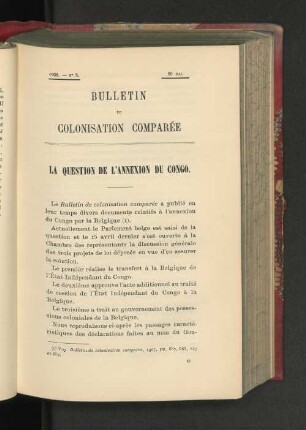 1908. — N° 5.
20 mai
BULLETIN
DE
COLONISATION COMPARÉE
LA QUESTION DE L'ANNEXION DU CONGO.
Le Bulletin de colonisation comparée a publié en
leur temps divers documents relatifs à l'annexion
du Congo par la Belgique (1).
Actuellement le Parlement belge est saisi de la
question et le 15 avril dernier s'est ouverte à la
Chambre des représentants la discussion générale
des trois projets de loi déposés en vue d'en assurer
la solution.
Le premier réalise le transfert à la Belgique de
l'État Indépendant du Congo.
Le deuxième approuve l'acte additionnel au traité
de cession de l'État Indépendant du Congo à la
Belgique.
Le troisième a trait au gouvernement des posses-
sions coloniales de la Belgique.
Nous reproduisons ci-après les passages caracté-
ristiques des déclarations faites au nom du Gou-
(1) Voy. Bulletin de colonisation comparée, pp.